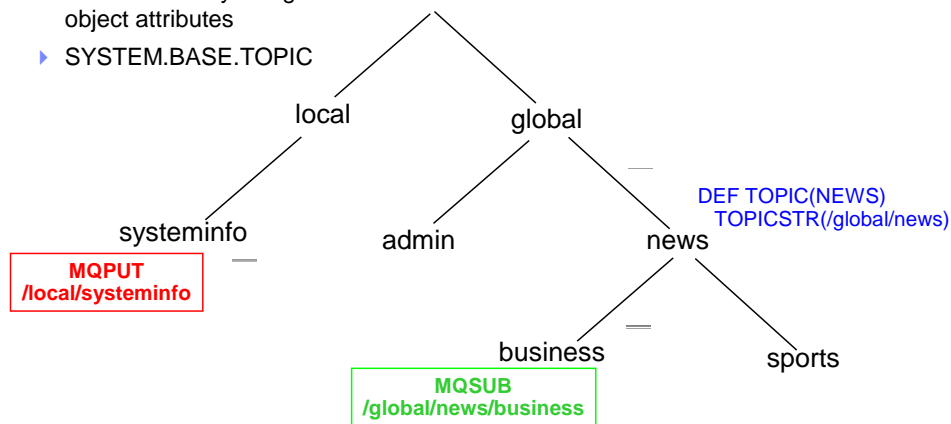 object attributes
SYSTEM.BASE.TOPIC
local
global
DEF TOPIC(NEWS)
TOPICSTR(/global/news)
systeminfo
admin
news
MQPUT
/local/systeminfo
business
sports
MQSUB
/global/news/business